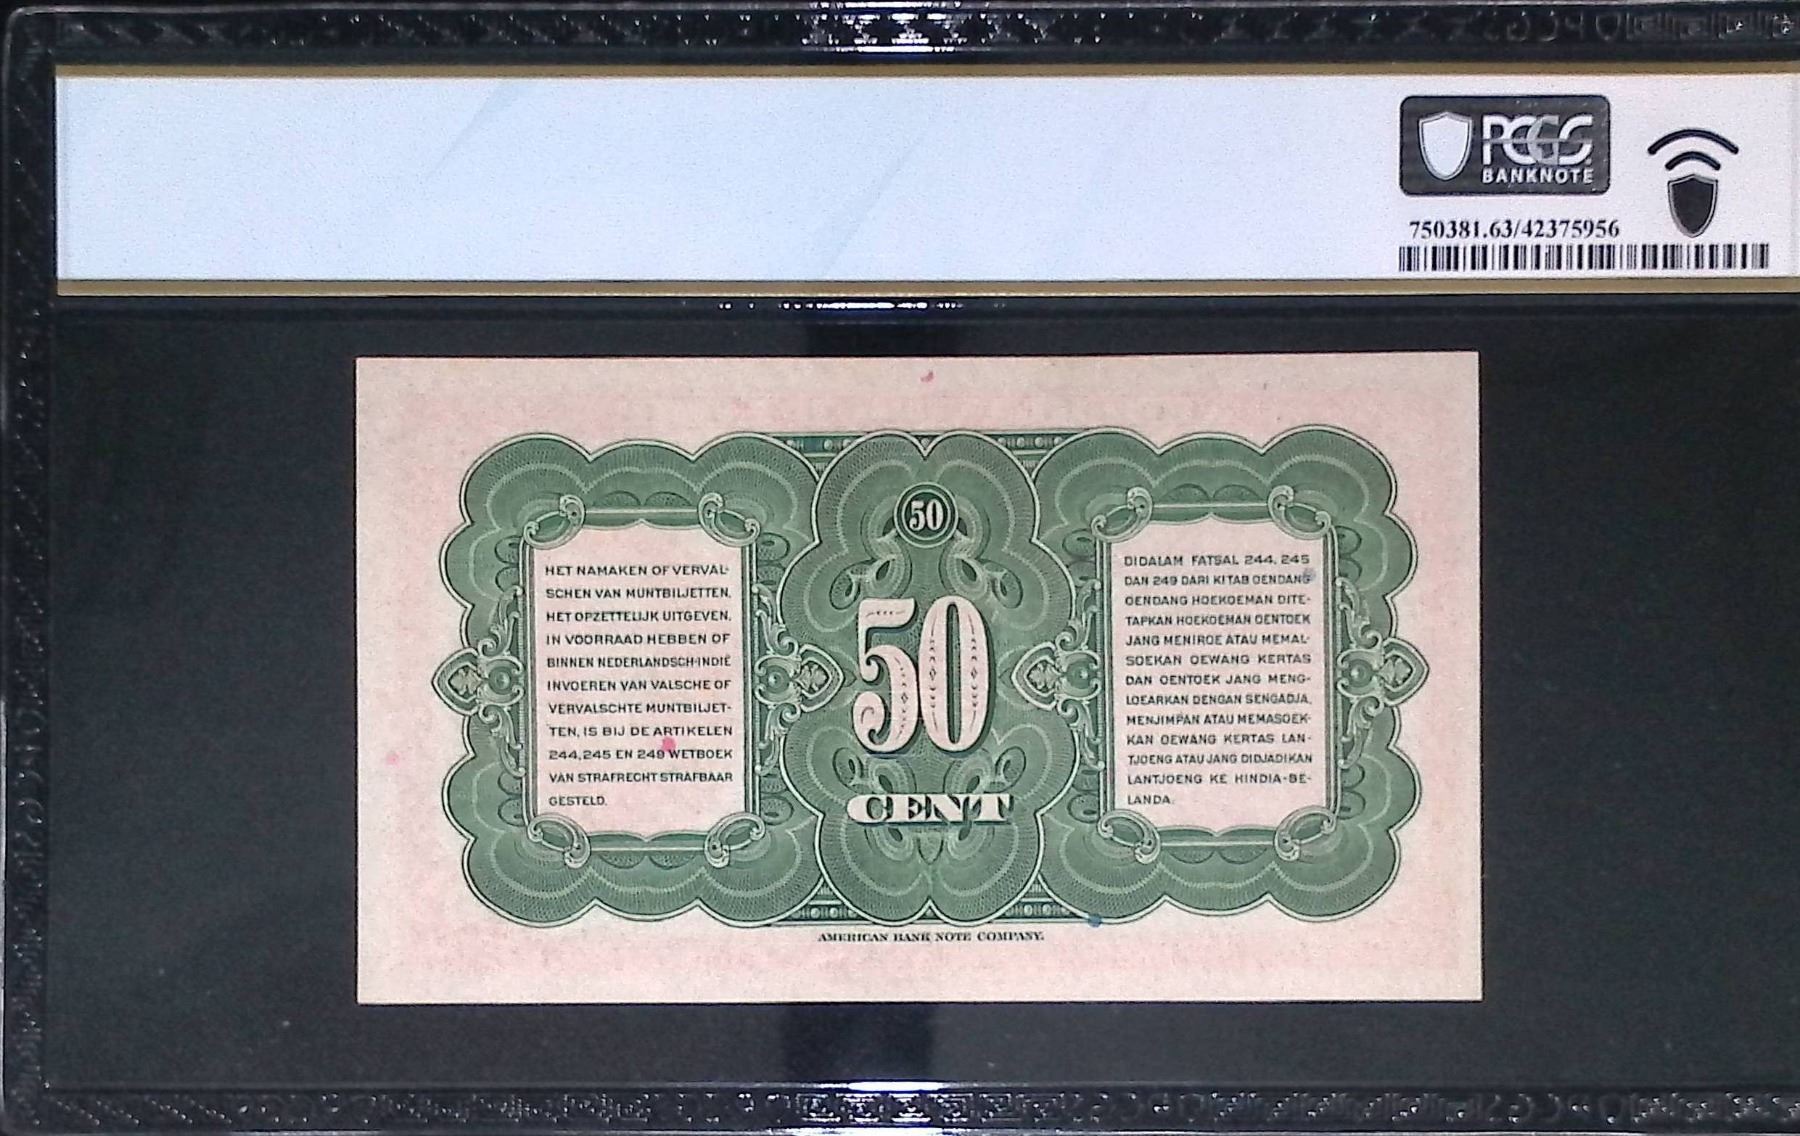 PCGS
BANKNOTE
750381.63/42375956
50
HET NAMAKEN OF VERVAL-
SCHEN VAN MUNTBILJETTEN,
HET OPZETTELIJK UITGEVEN,
IN VOORRAAD HEBBEN OF
BINNEN NEDERLANDSCH-INDIË
INVOEREN VAN VALSCHE OF
VERVALSCHTE MUNTBILJET-
TEN, IS BIJ DE ARTIKELEN
244, 245 EN 249 WETBOEK
VAN STRAFRECHT STRAFBAAR
GESTELD.
50
CENT
DIDALAM FATSAL 244, 245
DAN 249 DARI KITAB OENDANG
OENDANG HOEKOEMAN DITE-
TAPKAN HOEKOEMAN OENTOEK
JANG MENIROE ATAU MEMAL-
SOEKAN OEWANG KERTAS
DAN OENTOEK JANG MENG-
LOEARKAN DENGAN SENGADJA,
MENJIMPAN ATAU MEMASOEK-
KAN OEWANG KERTAS LAN-
TJOENG ATAU JANG DIDJADIKAN
LANTJOENG KE HINDIA-BE-
LANDA.
AMERICAN BANK NOTE COMPANY.